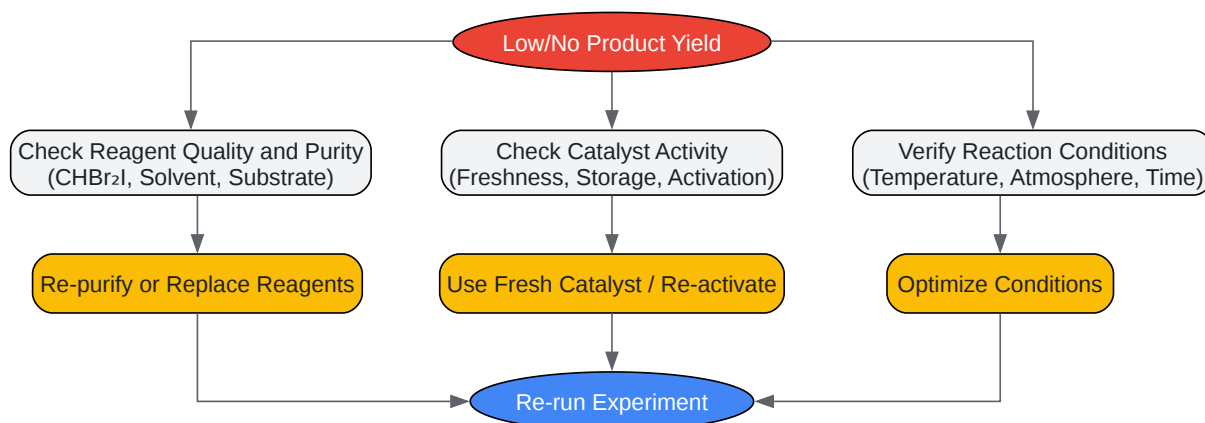 Low/No Product Yield
Check Reagent Quality and Purity
(CHBr₂I, Solvent, Substrate)
Check Catalyst Activity
(Freshness, Storage, Activation)
Verify Reaction Conditions
(Temperature, Atmosphere, Time)
Re-purify or Replace Reagents
Use Fresh Catalyst / Re-activate
Optimize Conditions
Re-run Experiment